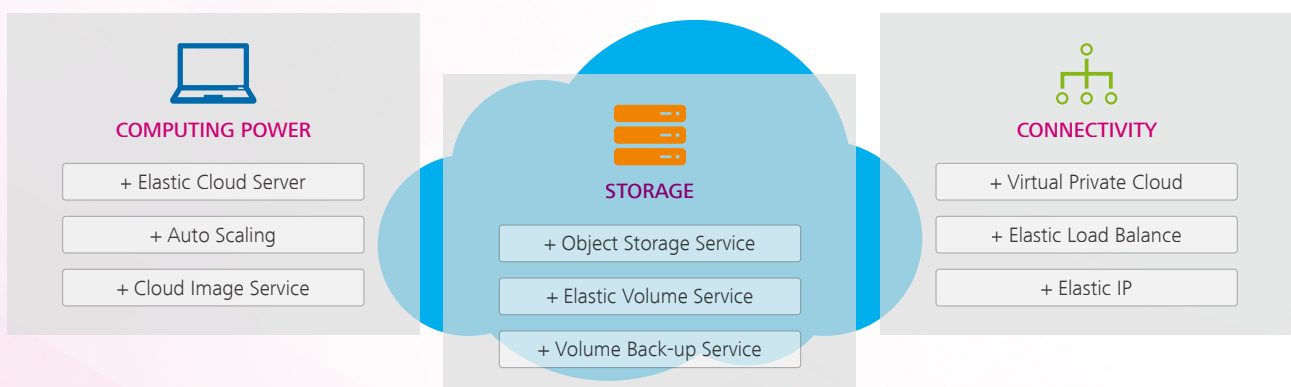 COMPUTING POWER
+ Elastic Cloud Server
+ Auto Scaling
+ Cloud Image Service
STORAGE
+ Object Storage Service
+ Elastic Volume Service
+ Volume Back-up Service
CONNECTIVITY
+ Virtual Private Cloud
+ Elastic Load Balance
+ Elastic IP